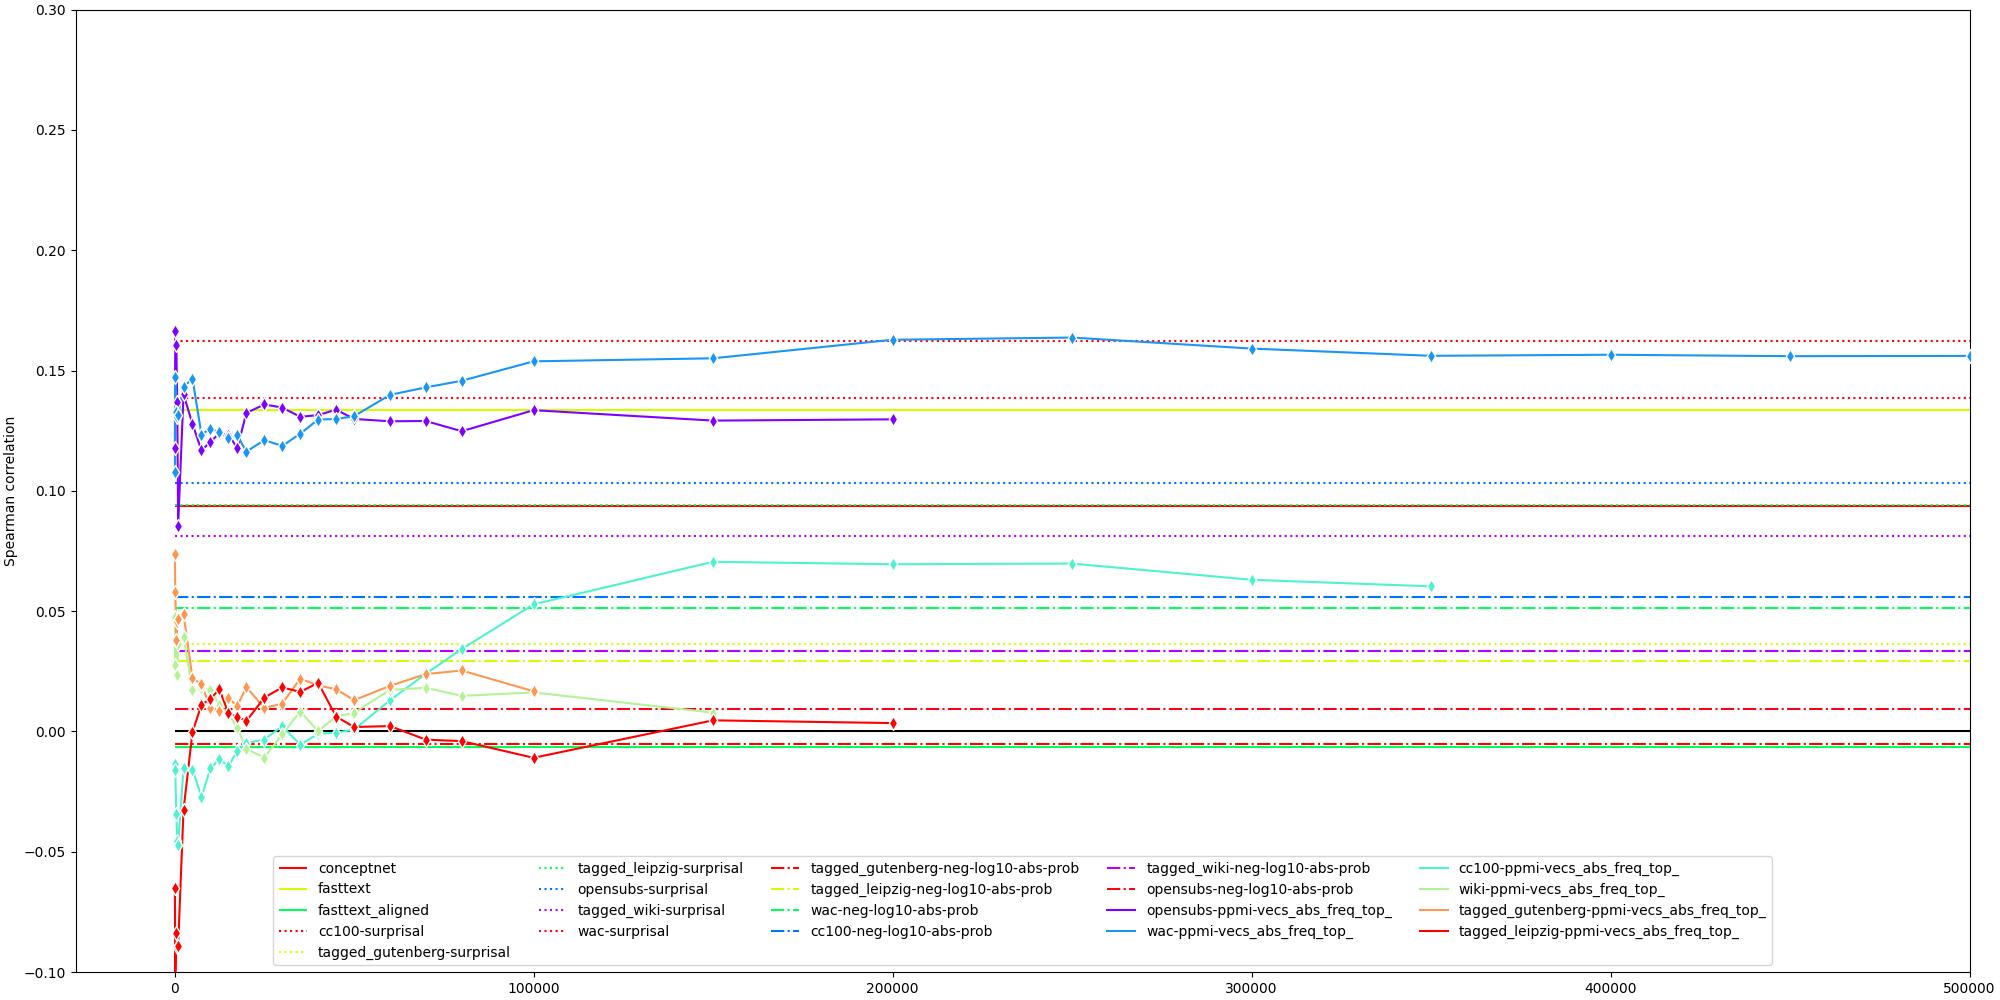 0.30
0.25
0.20
0.15
0.10
0.05
0.00
−0.05
−0.10
Spearman correlation
conceptnet
fasttext
fasttext_aligned
cc100-surprisal
tagged_gutenberg-surprisal
tagged_leipzig-surprisal
opensubs-surprisal
tagged_wiki-surprisal
wac-surprisal
tagged_gutenberg-neg-log10-abs-prob
tagged_leipzig-neg-log10-abs-prob
wac-neg-log10-abs-prob
cc100-neg-log10-abs-prob
tagged_wiki-neg-log10-abs-prob
opensubs-neg-log10-abs-prob
opensubs-ppmi-vecs_abs_freq_top_
wac-ppmi-vecs_abs_freq_top_
cc100-ppmi-vecs_abs_freq_top_
wiki-ppmi-vecs_abs_freq_top_
tagged_gutenberg-ppmi-vecs_abs_freq_top_
tagged_leipzig-ppmi-vecs_abs_freq_top_
0 100000 200000 300000 400000 500000